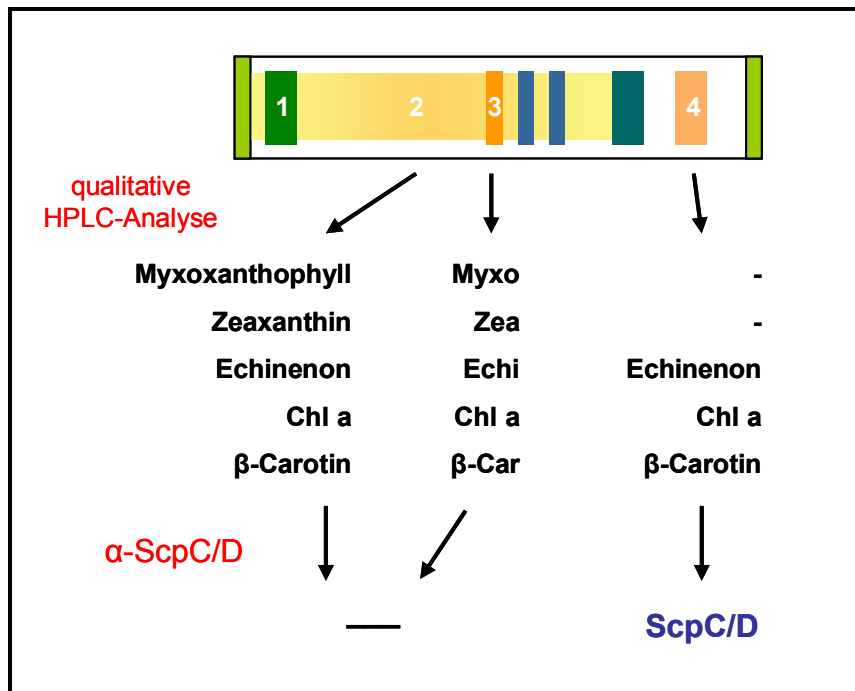 1 2 3 4
qualitative
HPLC-Analyse
Myxoxanthophyll Myxo -
Zeaxanthin Zea -
Echinenon Echi Echinenon
Chl a Chl a Chl a
β-Carotin β-Car β-Carotin
α-ScpC/D
— ScpC/D